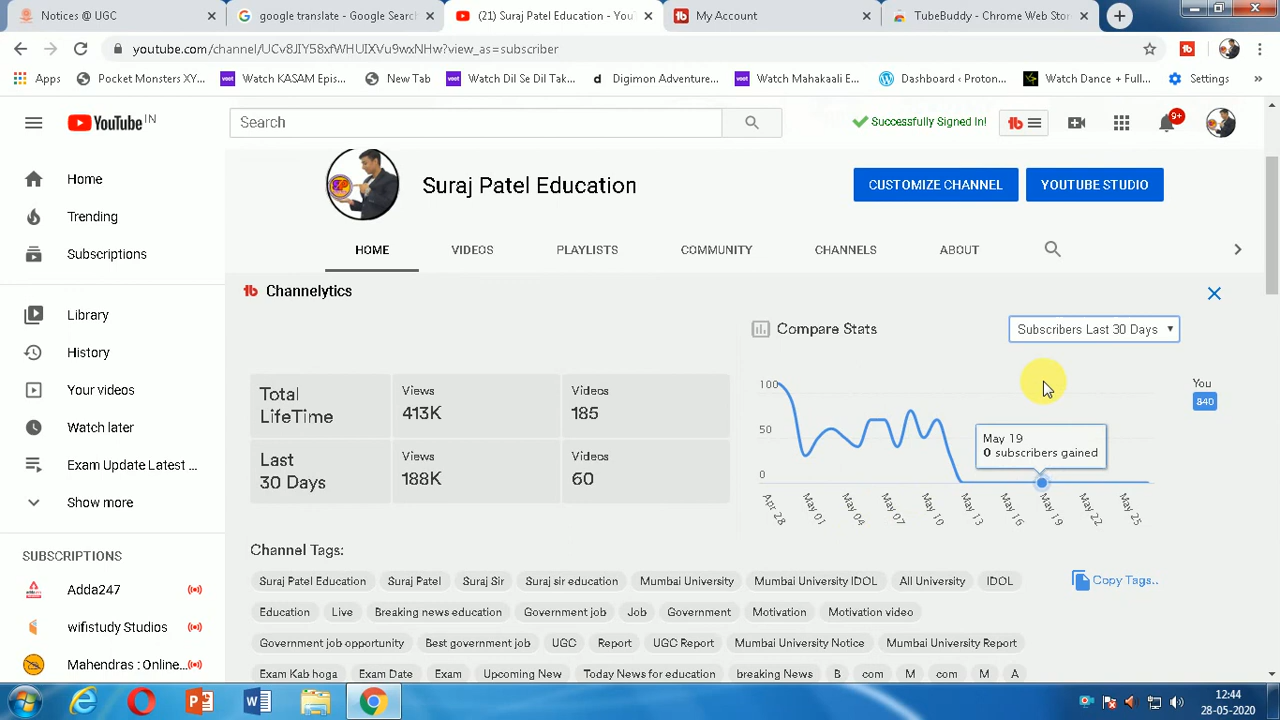 Notices @ UGC
google translate - Google Sear
(21) Suraj Patel Education - You
My Account
TubeBuddy - Chrome Web Stor
youtube.com/channel/UCv8JIY58xfWHUIXVu9wxNHw?view_as=subscriber
Apps
Pocket Monsters XY...
Watch KASAM Epis...
New Tab
Watch Dil Se Dil Tak...
Digimon Adventure...
Watch Mahakaali E...
Dashboard ‹ Proton...
Watch Dance + Full...
Settings
»
YouTube IN
Search
Successfully Signed In!
tb
9+
Home
Trending
Subscriptions
Library
History
Your videos
Watch later
Exam Update Latest ...
Show more
SUBSCRIPTIONS
Adda247
wifistudy Studios
Mahendras : Online...
Suraj Patel Education
CUSTOMIZE CHANNEL
YOUTUBE STUDIO
HOME
VIDEOS
PLAYLISTS
COMMUNITY
CHANNELS
ABOUT
tb Channelytics
Compare Stats
Subscribers Last 30 Days
Total LifeTime
Views
413K
Videos
185
Last 30 Days
Views
188K
Videos
60
100
50
0
May 19
0 subscribers gained
You
840
Apr 28
May 01
May 04
May 07
May 10
May 13
May 16
May 19
May 22
May 25
Channel Tags:
Copy Tags..
Suraj Patel Education
Suraj Patel
Suraj Sir
Suraj sir education
Mumbai University
Mumbai University IDOL
All University
IDOL
Education
Live
Breaking news education
Government job
Job
Government
Motivation
Motivation video
Government job opportunity
Best government job
UGC
Report
UGC Report
Mumbai University Notice
Mumbai University Report
Exam Kab hoga
Exam Date
Exam
Upcoming New
Today News for education
breaking News
B
com
M
com
M
A
12:44
28-05-2020